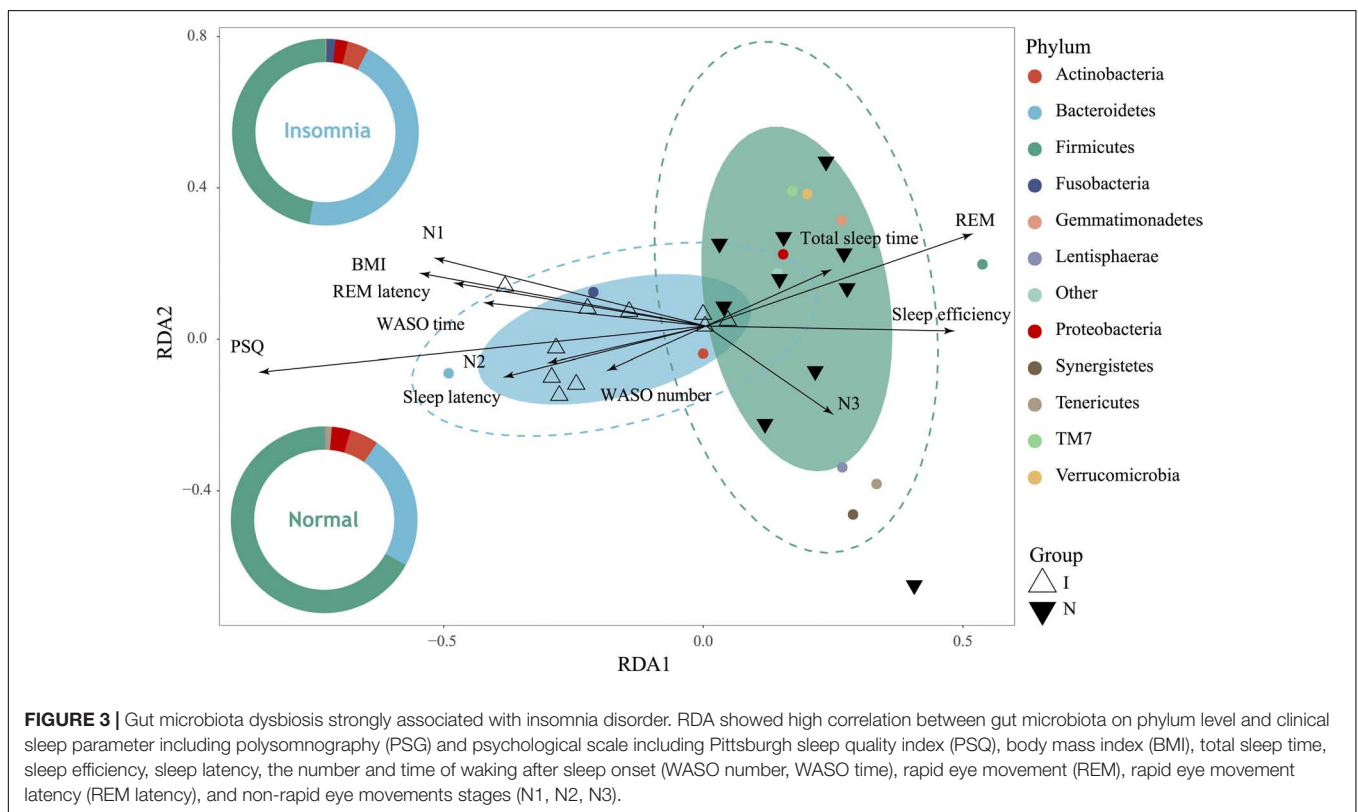 0.8
0.4
0.0
−0.4
RDA2
Insomnia
Normal
N1
BMI
REM latency
WASO time
PSQ
N2
Sleep latency
WASO number
Total sleep time
REM
Sleep efficiency
N3
−0.5
0.0
0.5
RDA1
Phylum
Actinobacteria
Bacteroidetes
Firmicutes
Fusobacteria
Gemmatimonadetes
Lentisphaerae
Other
Proteobacteria
Synergistetes
Tenericutes
TM7
Verrucomicrobia
Group
I
N
FIGURE 3 | Gut microbiota dysbiosis strongly associated with insomnia disorder. RDA showed high correlation between gut microbiota on phylum level and clinical
sleep parameter including polysomnography (PSG) and psychological scale including Pittsburgh sleep quality index (PSQ), body mass index (BMI), total sleep time,
sleep efficiency, sleep latency, the number and time of waking after sleep onset (WASO number, WASO time), rapid eye movement (REM), rapid eye movement
latency (REM latency), and non-rapid eye movements stages (N1, N2, N3).